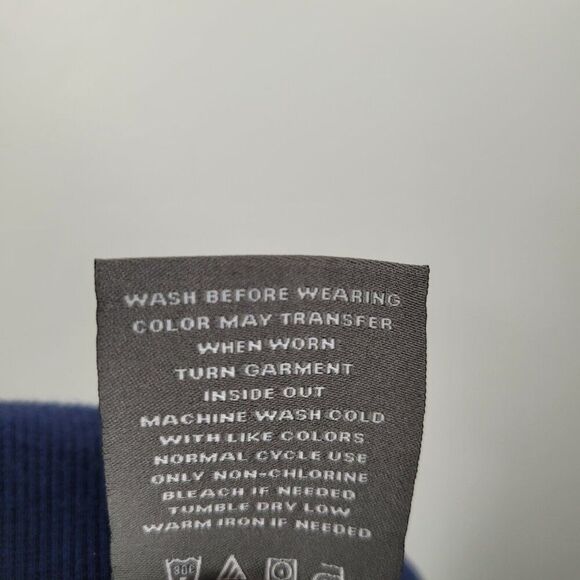 WASH BEFORE WEARING
COLOR MAY TRANSFER
WHEN WORN
TURN GARMENT
INSIDE OUT
MACHINE WASH COLD
WITH LIKE COLORS
NORMAL CYCLE USE
ONLY NON-CHLORINE
BLEACH IF NEEDED
TUMBLE DRY LOW
WARM IRON IF NEEDED